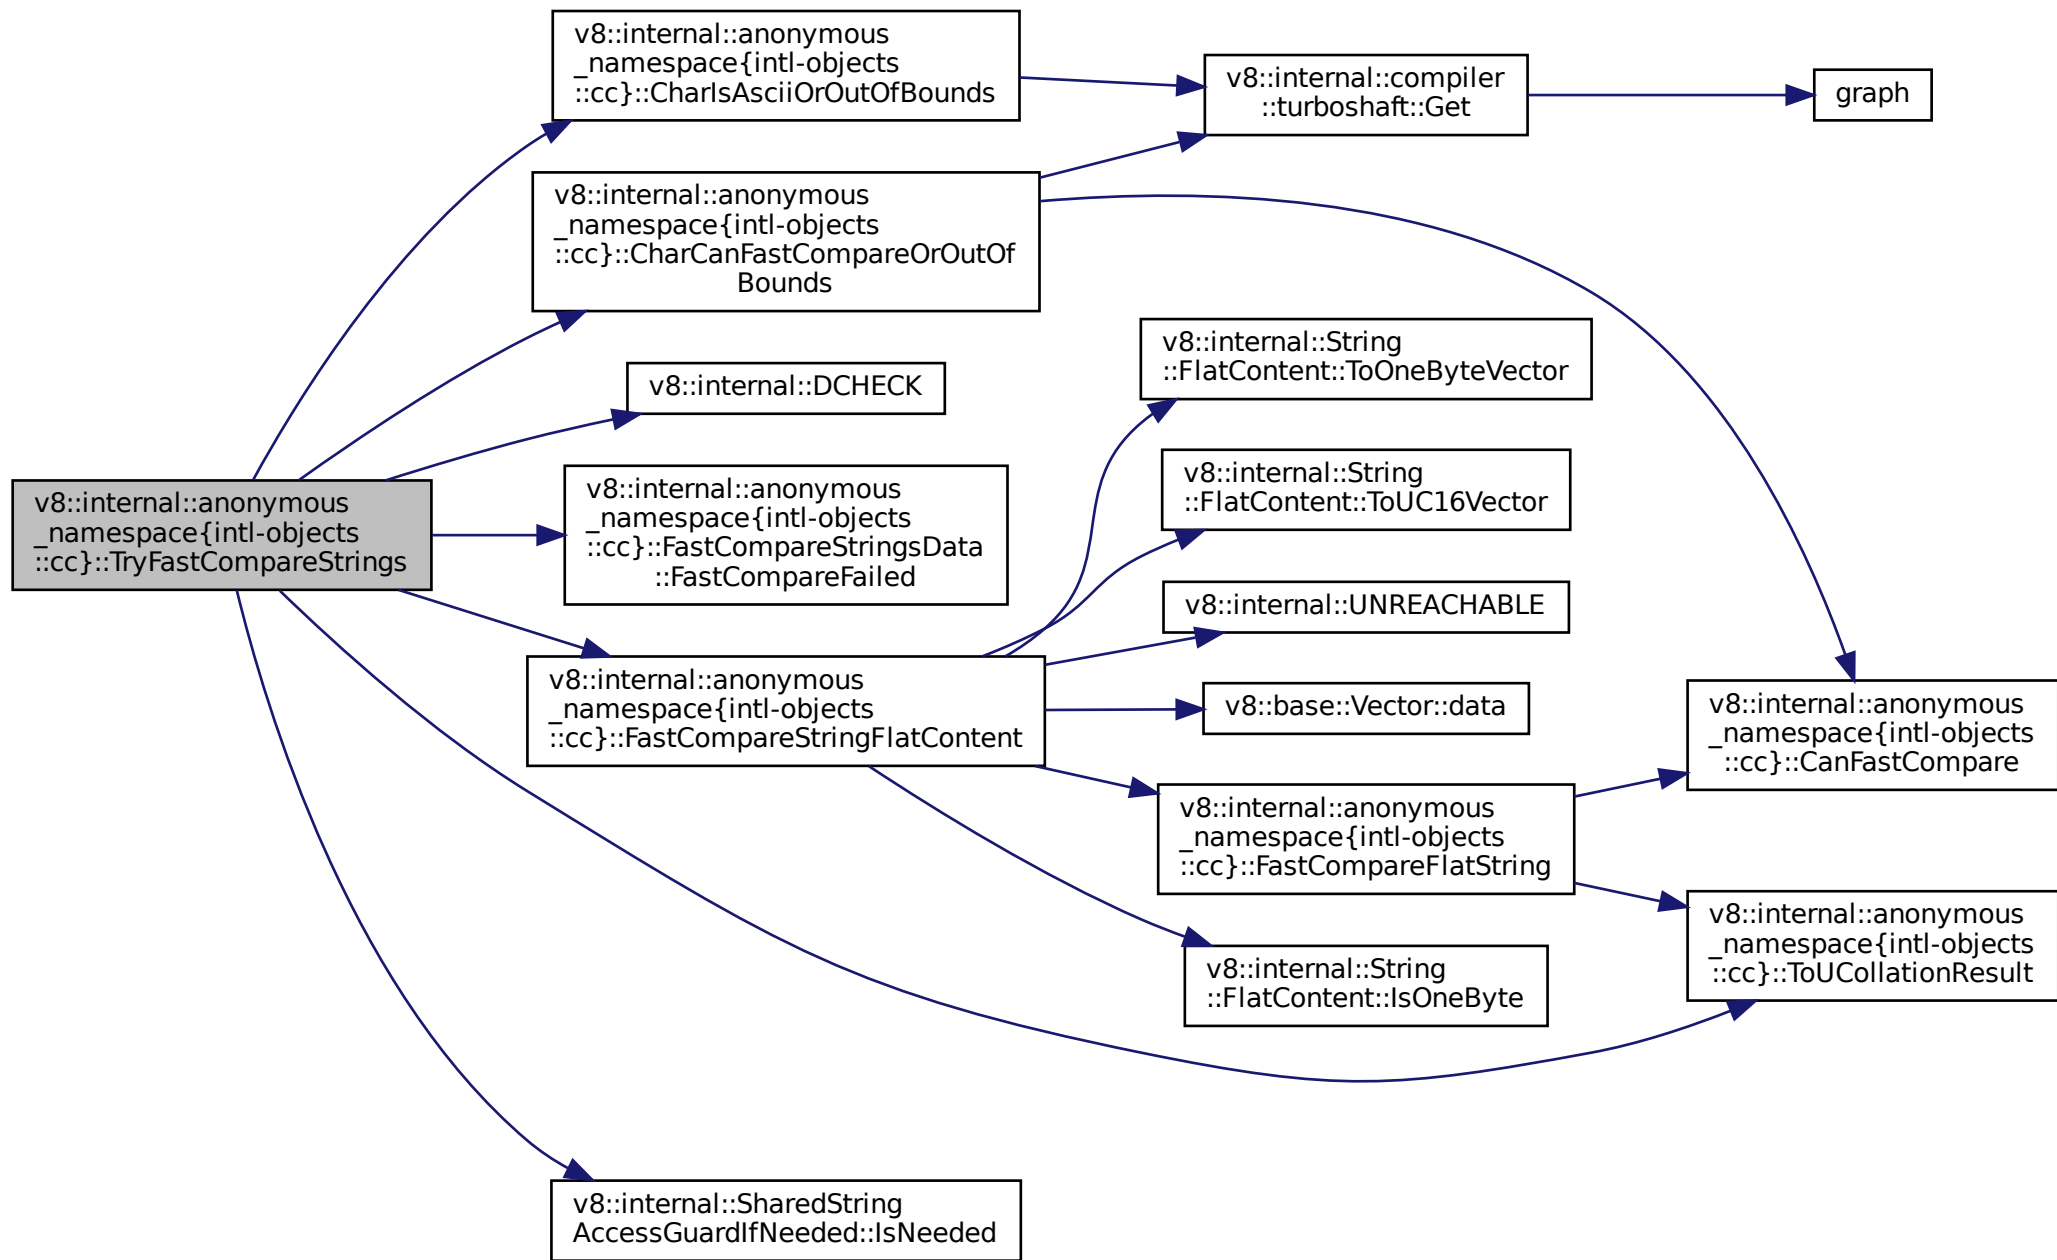 v8::internal::anonymous
_namespace{intl-objects
::cc}::TryFastCompareStrings
v8::internal::anonymous
_namespace{intl-objects
::cc}::CharIsAsciiOrOutOfBounds
v8::internal::compiler
::turboshaft::Get
graph
v8::internal::anonymous
_namespace{intl-objects
::cc}::CharCanFastCompareOrOutOf
Bounds
v8::internal::DCHECK
v8::internal::anonymous
_namespace{intl-objects
::cc}::FastCompareStringsData
::FastCompareFailed
v8::internal::anonymous
_namespace{intl-objects
::cc}::FastCompareStringFlatContent
v8::internal::String
::FlatContent::ToOneByteVector
v8::internal::String
::FlatContent::ToUC16Vector
v8::internal::UNREACHABLE
v8::base::Vector::data
v8::internal::anonymous
_namespace{intl-objects
::cc}::FastCompareFlatString
v8::internal::String
::FlatContent::IsOneByte
v8::internal::anonymous
_namespace{intl-objects
::cc}::CanFastCompare
v8::internal::anonymous
_namespace{intl-objects
::cc}::ToUCollationResult
v8::internal::SharedString
AccessGuardIfNeeded::IsNeeded